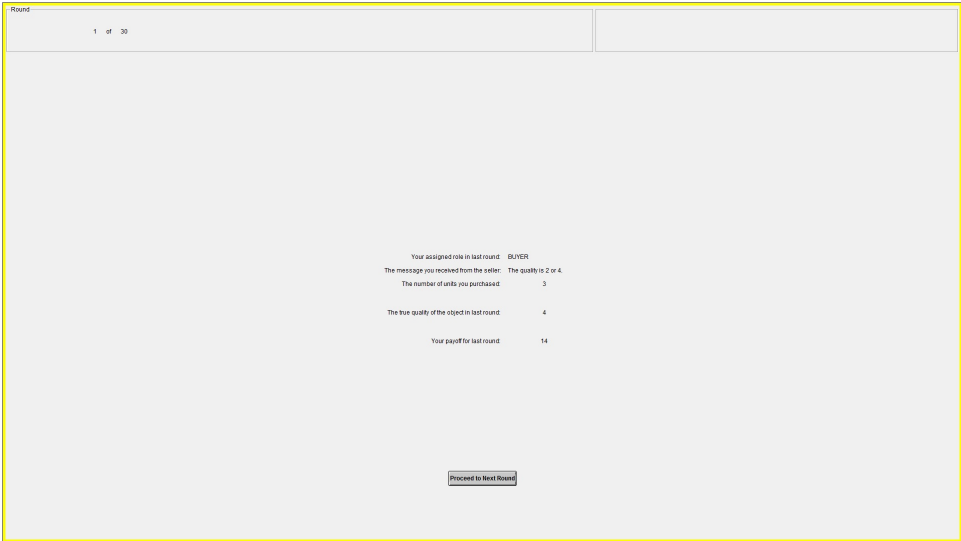 Round
1 of 30
Your assigned role in last round: BUYER
The message you received from the seller: The quality is 2 or 4.
The number of units you purchased: 3
The true quality of the object in last round: 4
Your payoff for last round: 14
Proceed to Next Round